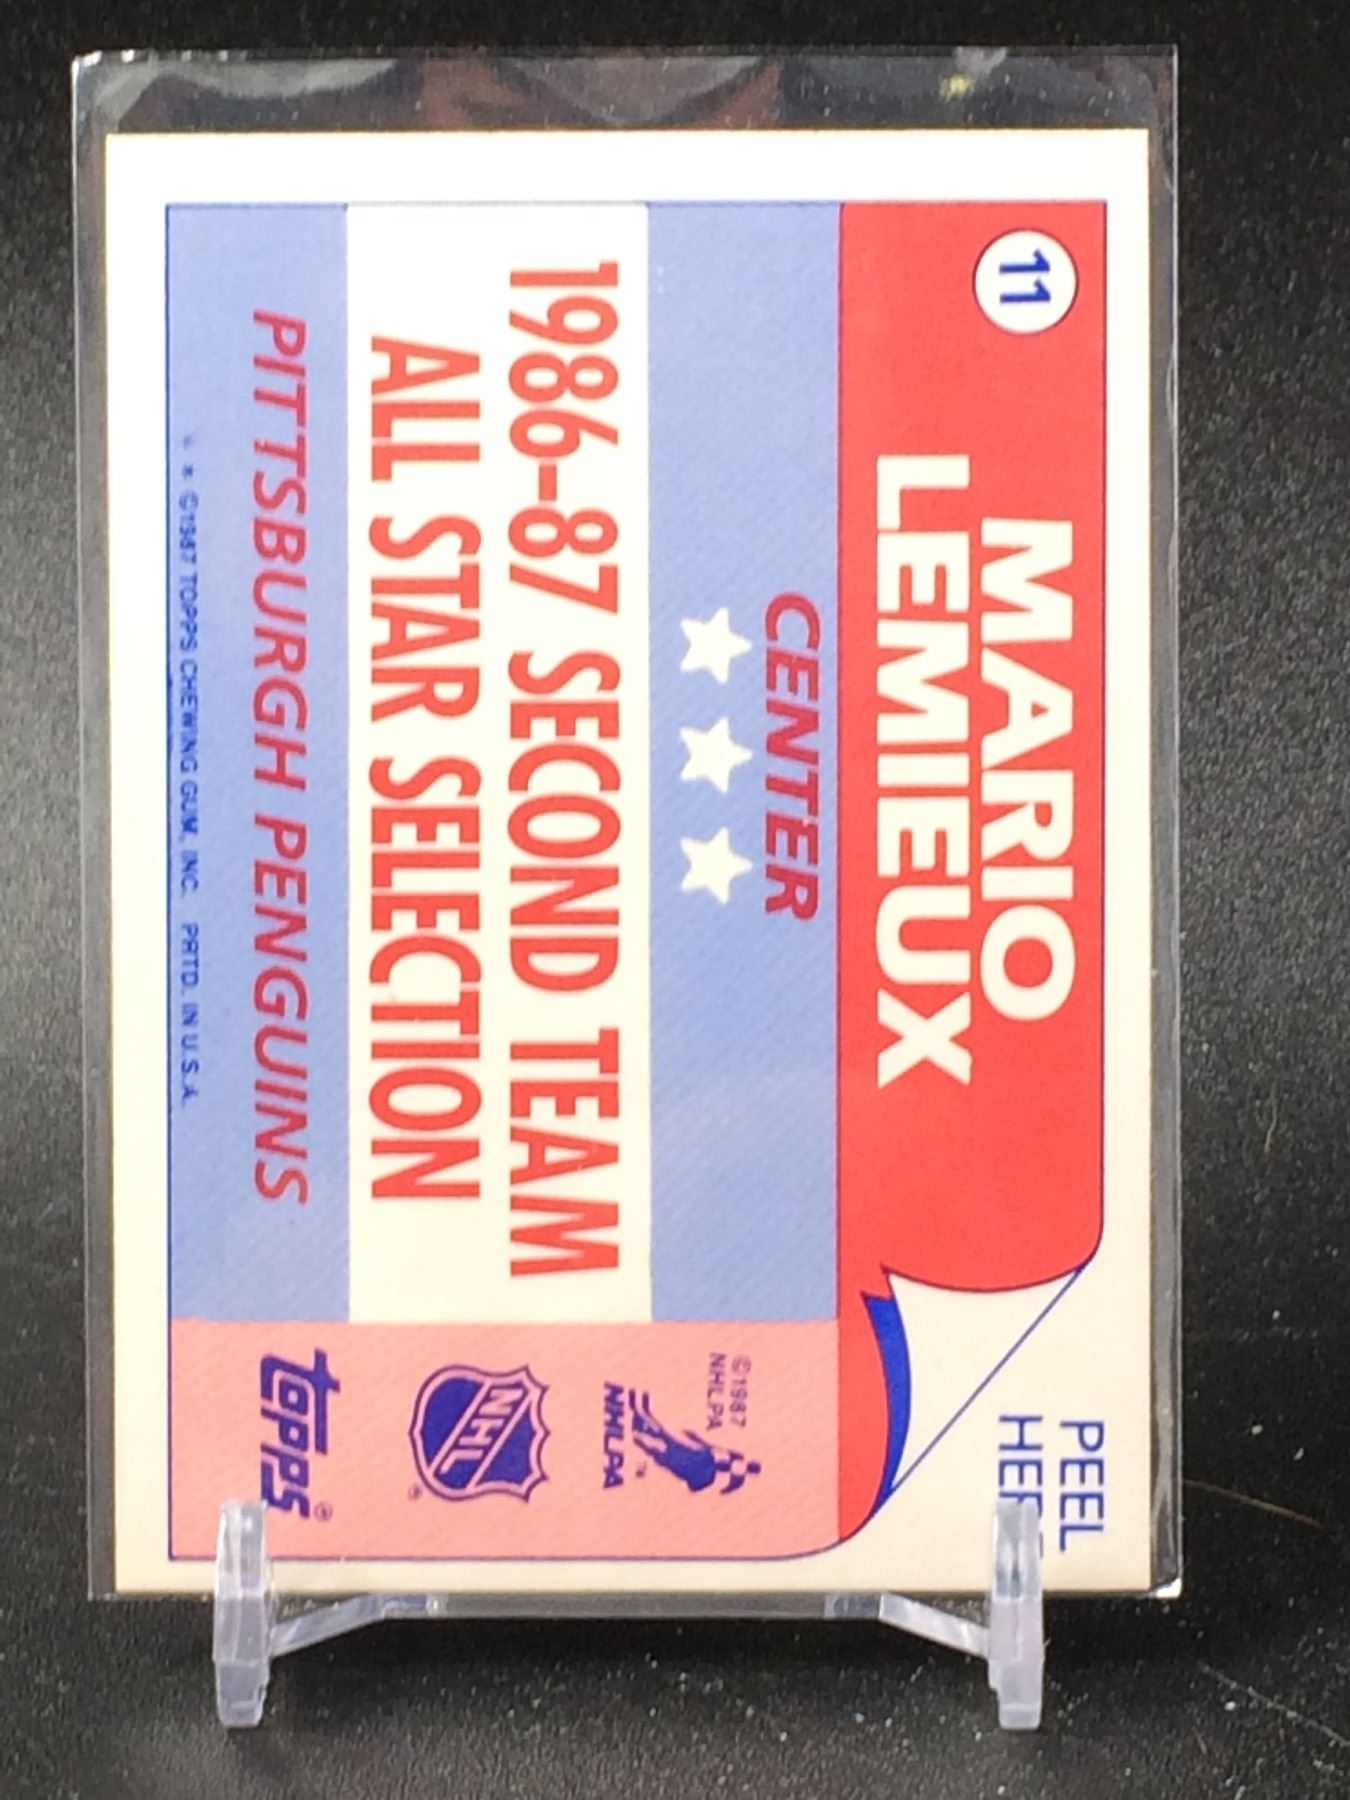 11
MARIO
LEMIEUX
PEEL
CENTER
1986-87 SECOND TEAM
ALL STAR SELECTION
PITTSBURGH PENGUINS
* * ©1987 TOPPS CHEWING GUM, INC. PRTD. IN U.S.A.
©1987
NHLPA
NHLPA
TM
NHL
®
topps®